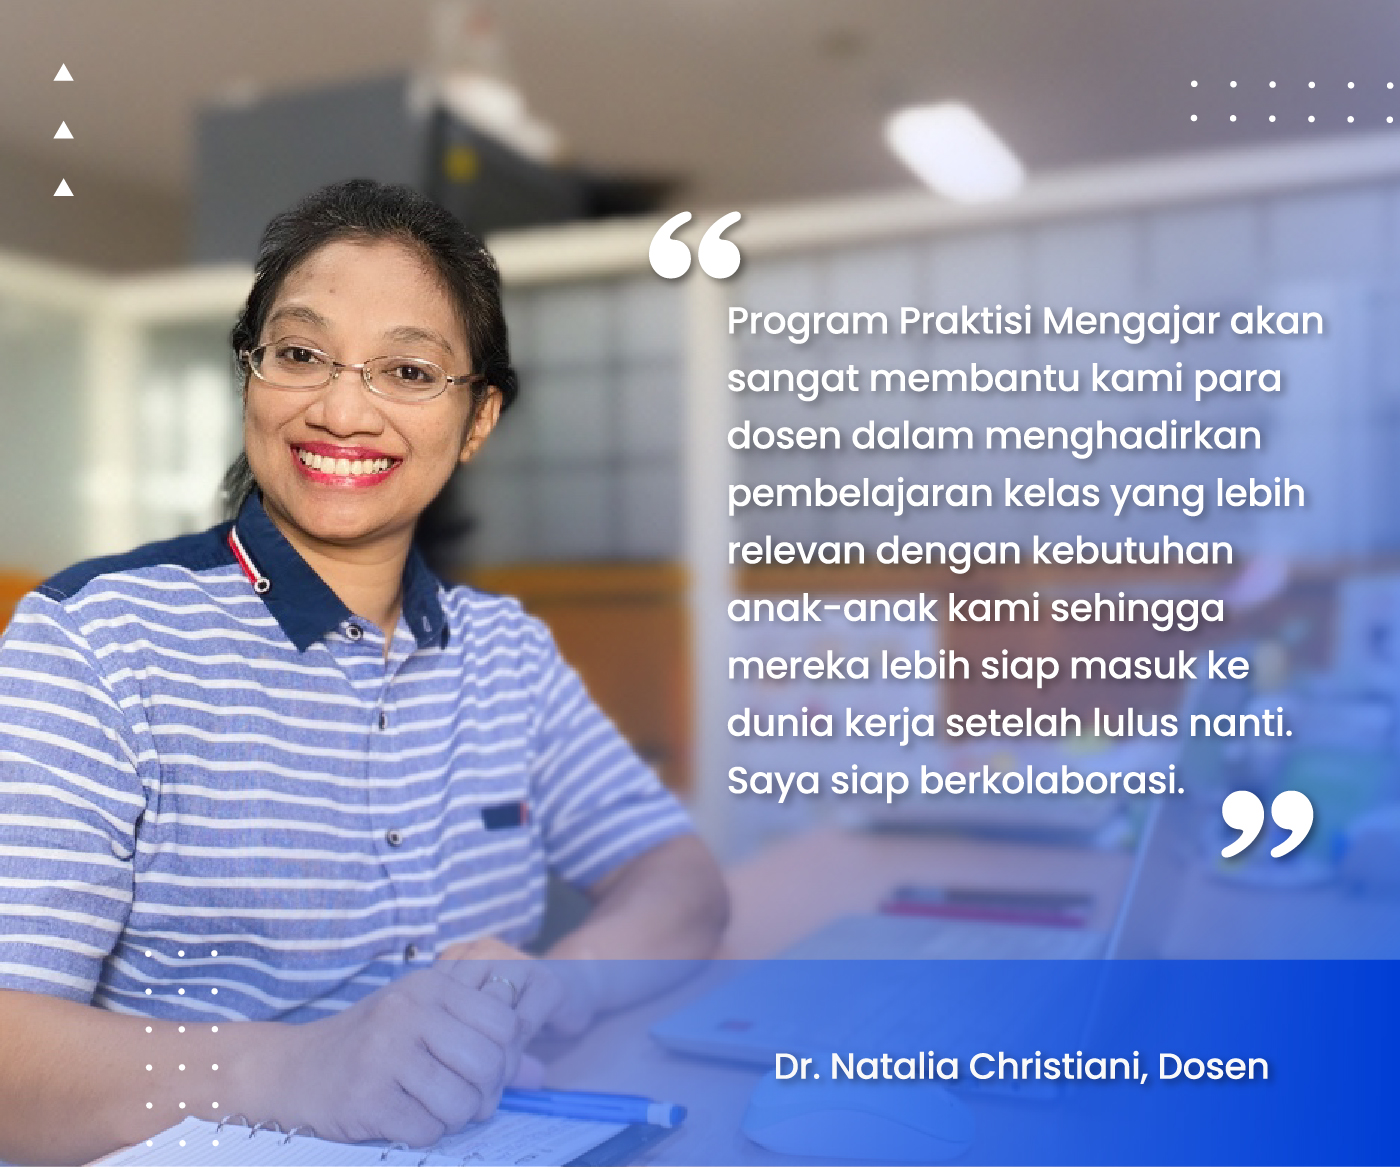 “
Program Praktisi Mengajar akan
sangat membantu kami para
dosen dalam menghadirkan
pembelajaran kelas yang lebih
relevan dengan kebutuhan
anak-anak kami sehingga
mereka lebih siap masuk ke
dunia kerja setelah lulus nanti.
Saya siap berkolaborasi.
”
Dr. Natalia Christiani, Dosen